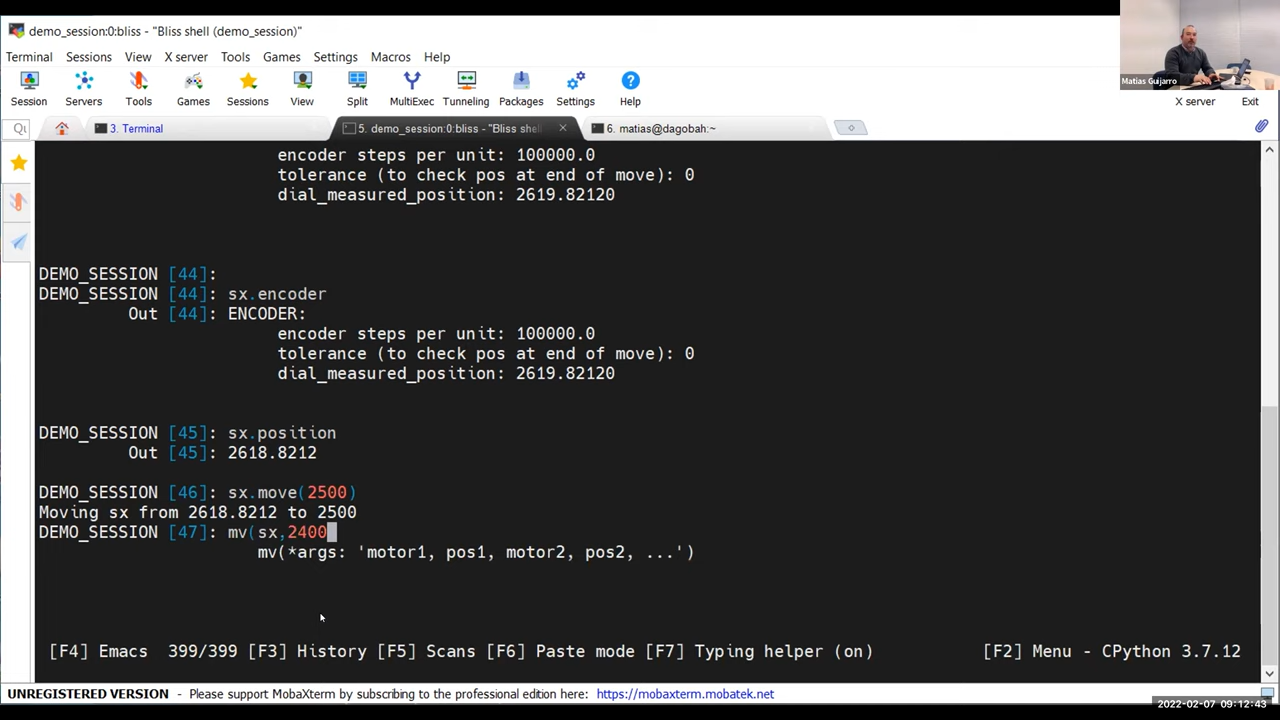 demo_session:0:bliss - "Bliss shell (demo_session)"
Terminal Sessions View X server Tools Games Settings Macros Help
Session Servers Tools Games Sessions View Split MultiExec Tunneling Packages Settings Help
Matias Guijarro
X server Exit
3. Terminal
5. demo_session:0:bliss - "Bliss shel
6. matias@dagobah:~
encoder steps per unit: 100000.0
tolerance (to check pos at end of move): 0
dial_measured_position: 2619.82120
DEMO_SESSION [44]:
DEMO_SESSION [44]: sx.encoder
Out [44]: ENCODER:
encoder steps per unit: 100000.0
tolerance (to check pos at end of move): 0
dial_measured_position: 2619.82120
DEMO_SESSION [45]: sx.position
Out [45]: 2618.8212
DEMO_SESSION [46]: sx.move(2500)
Moving sx from 2618.8212 to 2500
DEMO_SESSION [47]: mv(sx,2400
mv(*args: 'motor1, pos1, motor2, pos2, ...')
[F4] Emacs 399/399 [F3] History [F5] Scans [F6] Paste mode [F7] Typing helper (on) [F2] Menu - CPython 3.7.12
UNREGISTERED VERSION - Please support MobaXterm by subscribing to the professional edition here: https://mobaxterm.mobatek.net
2022-02-07 09:12:43